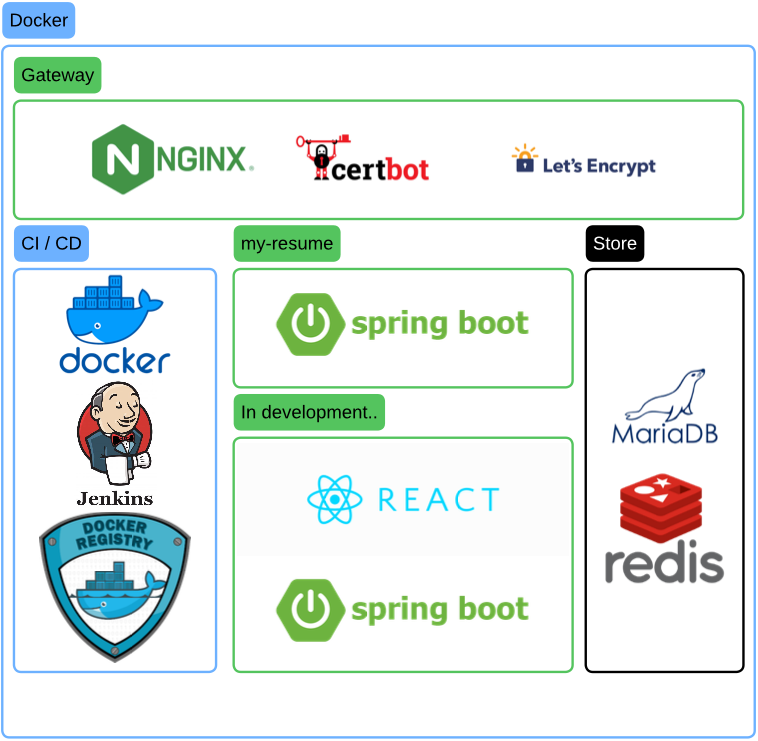 Docker
Gateway
NGINX®
certbot
Let's Encrypt
CI / CD
my-resume
Store
docker
Jenkins
DOCKER
REGISTRY
spring boot
In development..
REACT
spring boot
MariaDB
redis